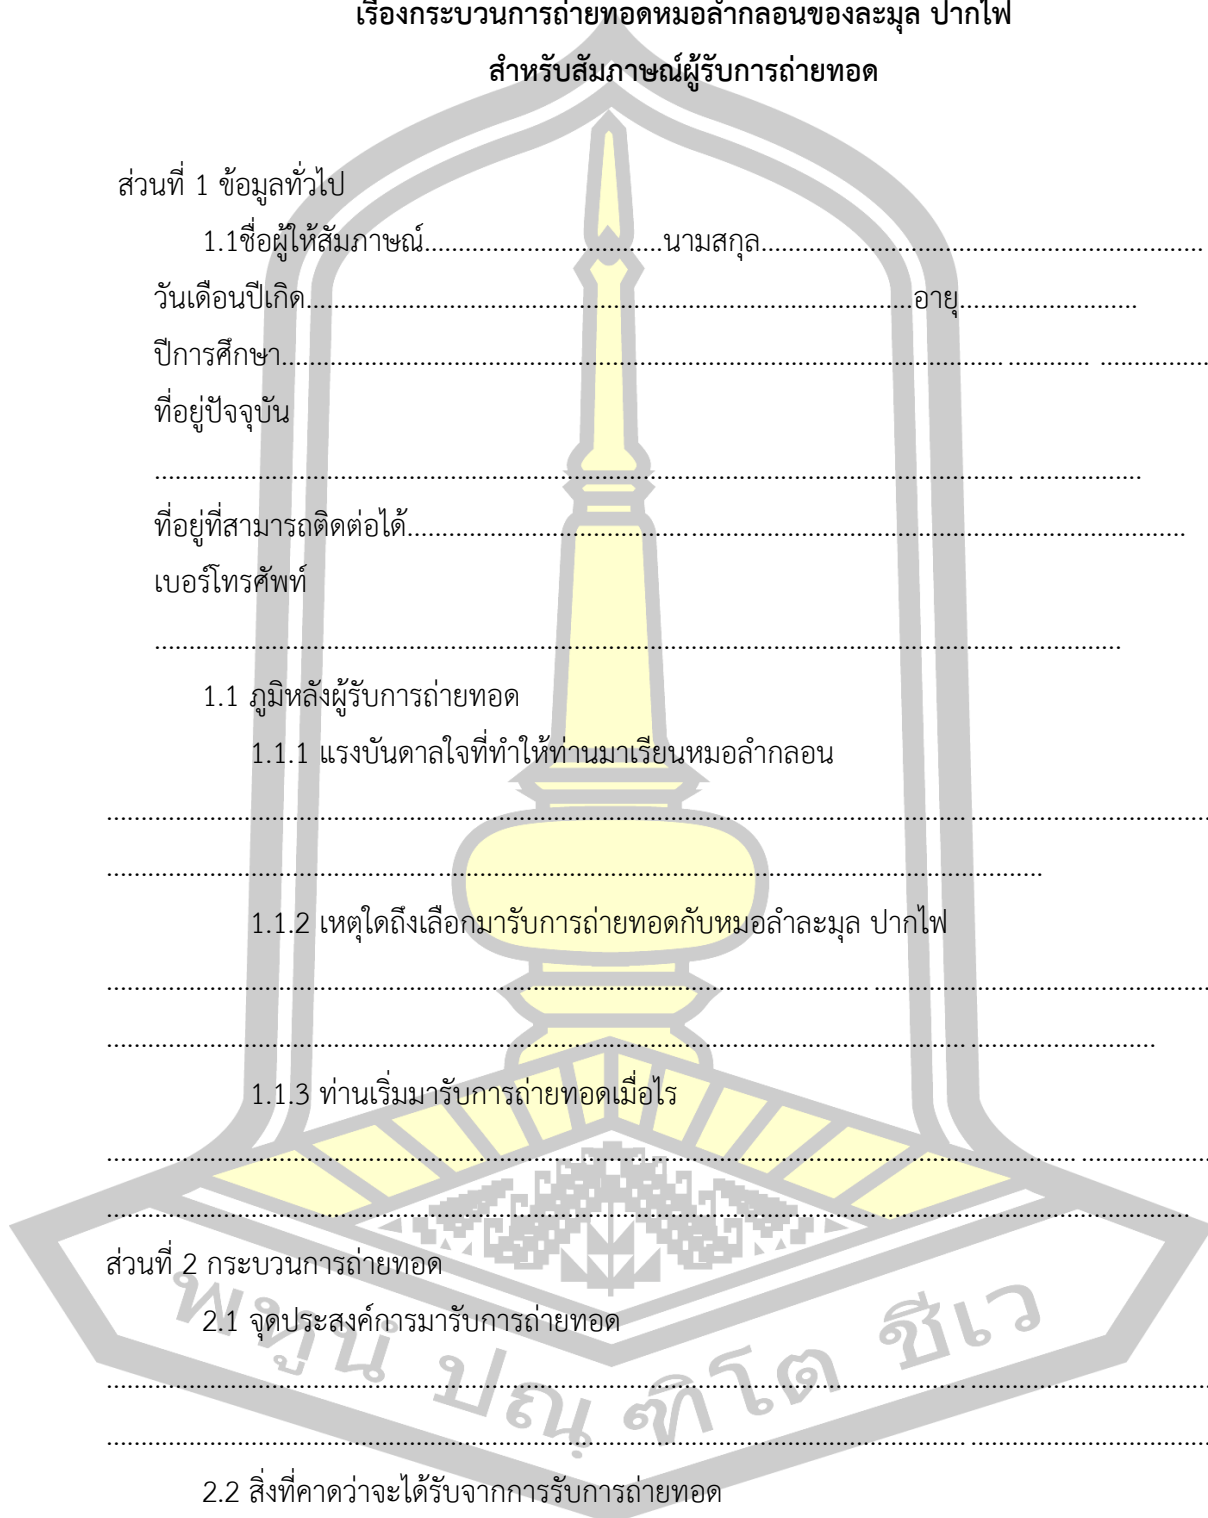 เรื่องกระบวนการถ่ายทอดหมอลำกลอนของละมุล ปากไฟ
สำหรับสัมภาษณ์ผู้รับการถ่ายทอด
ส่วนที่ 1 ข้อมูลทั่วไป
1.1ชื่อผู้ให้สัมภาษณ์..................................นามสกุล...............................................................
วันเดือนปีเกิด.......................................................................................อายุ..........................
ปีการศึกษา........................................................................................................ ............ ................
ที่อยู่ปัจจุบัน
............................................................................................................................. ..................
ที่อยู่ที่สามารถติดต่อได้................................................................................................................
เบอร์โทรศัพท์
............................................................................................................................. ...............
1.1 ภูมิหลังผู้รับการถ่ายทอด
1.1.1 แรงบันดาลใจที่ทำให้ท่านมาเรียนหมอลำกลอน
............................................................................................................................. ...................................
.......................................................................................................................................
1.1.2 เหตุใดถึงเลือกมารับการถ่ายทอดกับหมอลำละมุล ปากไฟ
............................................................................................................... .................................................
............................................................................................................................. ...........................
1.1.3 ท่านเริ่มมารับการถ่ายทอดเมื่อไร
............................................................................................................................................. ...................
............................................................................................................................................................
ส่วนที่ 2 กระบวนการถ่ายทอด
2.1 จุดประสงค์การมารับการถ่ายทอด
............................................................................................................................. ...................................
............................................................................................................................. ...................................
2.2 สิ่งที่คาดว่าจะได้รับจากการรับการถ่ายทอด
พหูนํ ปณฺฑิโต ชีเว